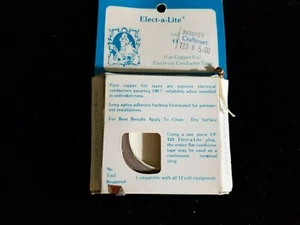 Elect-a-Lite®
Craftmart
Flat Copper Foil
Electrical Conductor Tape
Pure copper foil tapes are superior electrical
conductors assuring 100% reliability when installed
in unbroken runs.
Long aging adhesive backing formulated for perman-
ent installations.
For Best Results Apply To Clean - Dry Surface
Using a one piece CP
Elect-a-Lite plug,
the entire flat conductor
tape may be used as a
continuous terminal
strip
No
Tool
Required
Compatible with all 12 volt equipment